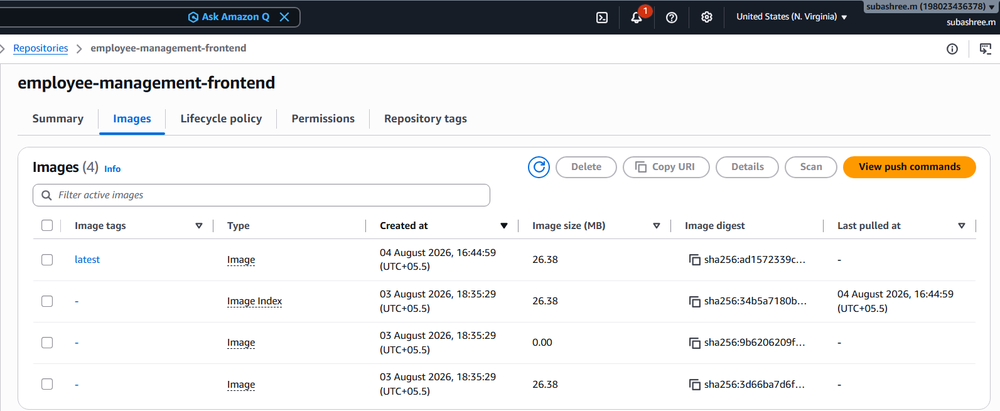 Ask Amazon Q
1
United States (N. Virginia)
subashree.m (198023436378)
subashree.m
Repositories
employee-management-frontend
employee-management-frontend
Summary
Images
Lifecycle policy
Permissions
Repository tags
Images (4) Info
Delete
Copy URI
Details
Scan
View push commands
Filter active images
Image tags
Type
Created at
Image size (MB)
Image digest
Last pulled at
latest
Image
04 August 2026, 16:44:59
(UTC+05.5)
26.38
sha256:ad1572339c...
-
-
Image Index
03 August 2026, 18:35:29
(UTC+05.5)
26.38
sha256:34b5a7180b...
04 August 2026, 16:44:59
(UTC+05.5)
-
Image
03 August 2026, 18:35:29
(UTC+05.5)
0.00
sha256:9b6206209f...
-
-
Image
03 August 2026, 18:35:29
(UTC+05.5)
26.38
sha256:3d66ba7d6f...
-